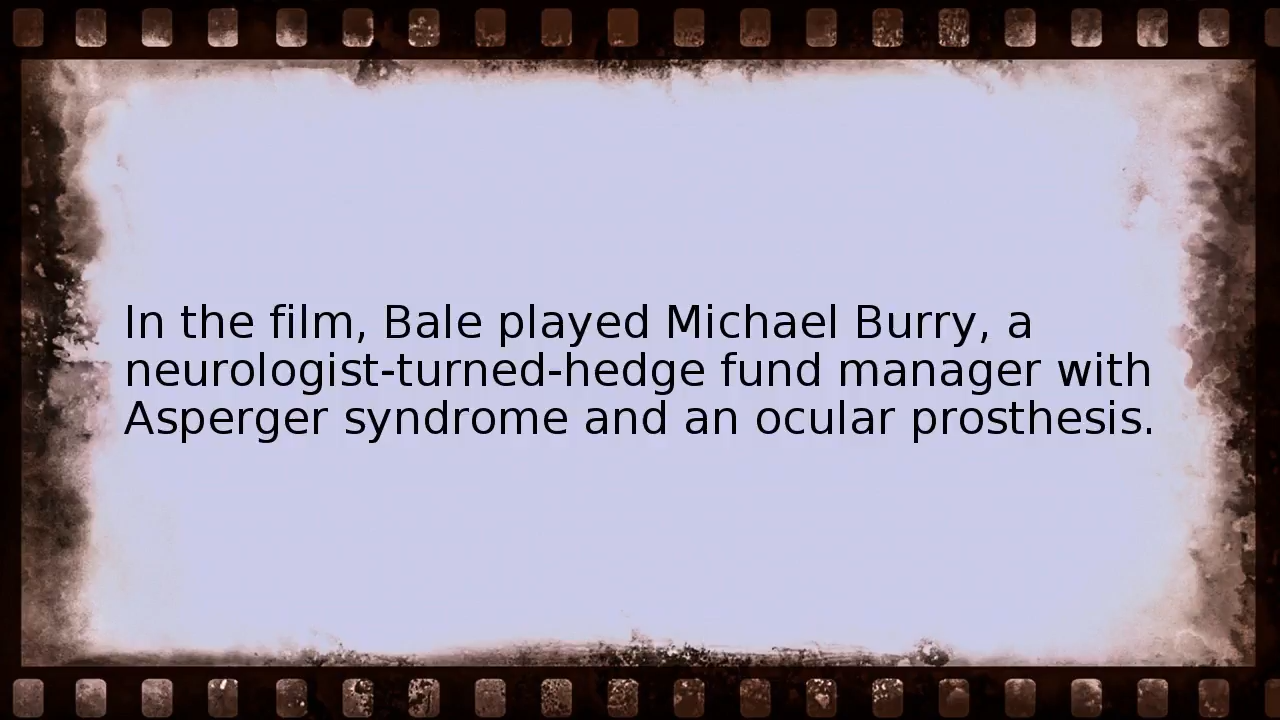 In the film, Bale played Michael Burry, a
neurologist-turned-hedge fund manager with
Asperger syndrome and an ocular prosthesis.